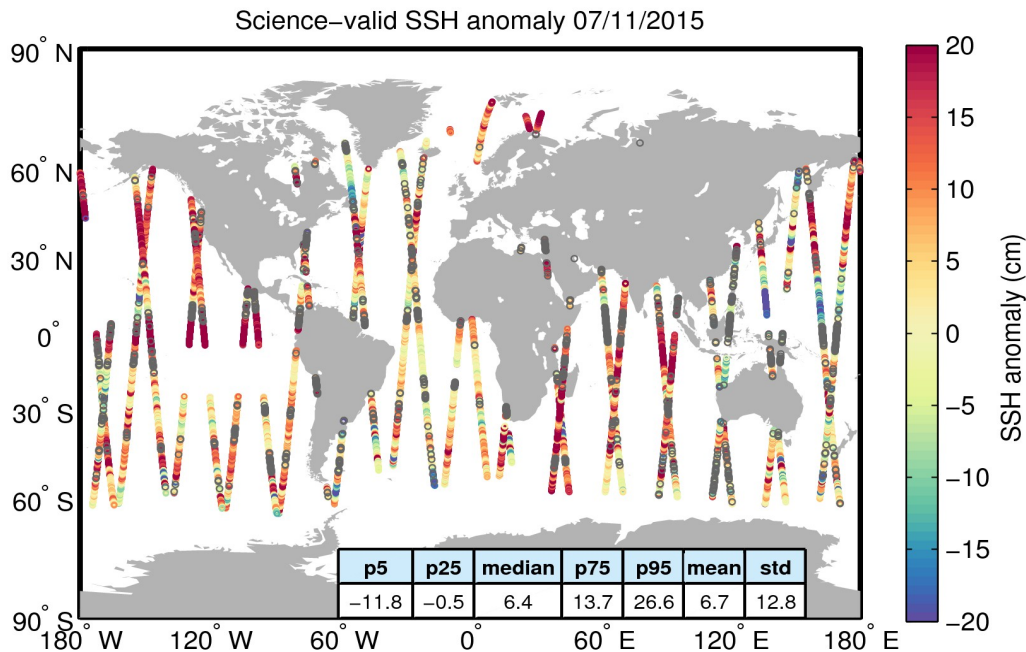 Science−valid SSH anomaly 07/11/2015
90° N
60° N
30° N
0°
30° S
60° S
90° S
180° W
120° W
60° W
0°
60° E
120° E
180° E
p5 p25 median p75 p95 mean std
−11.8 −0.5 6.4 13.7 26.6 6.7 12.8
20
15
10
5
0
−5
−10
−15
−20
SSH anomaly (cm)